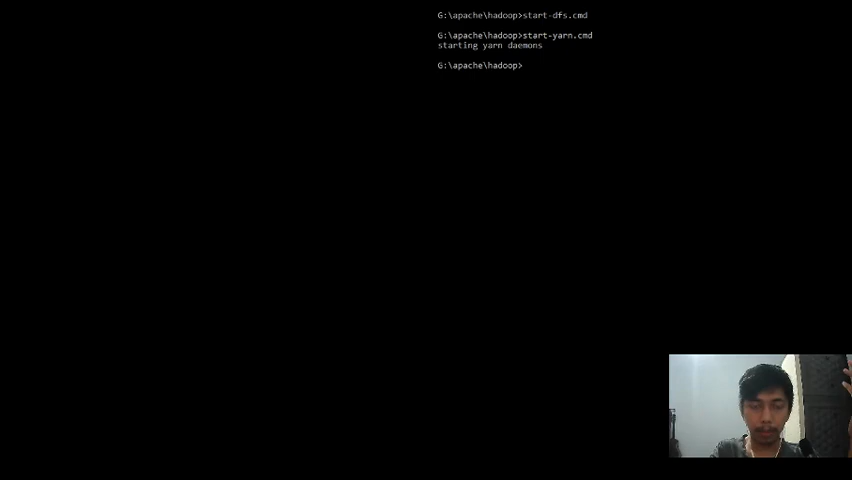 G:\apache\hadoop>start-dfs.cmd
G:\apache\hadoop>start-yarn.cmd
starting yarn daemons
G:\apache\hadoop>